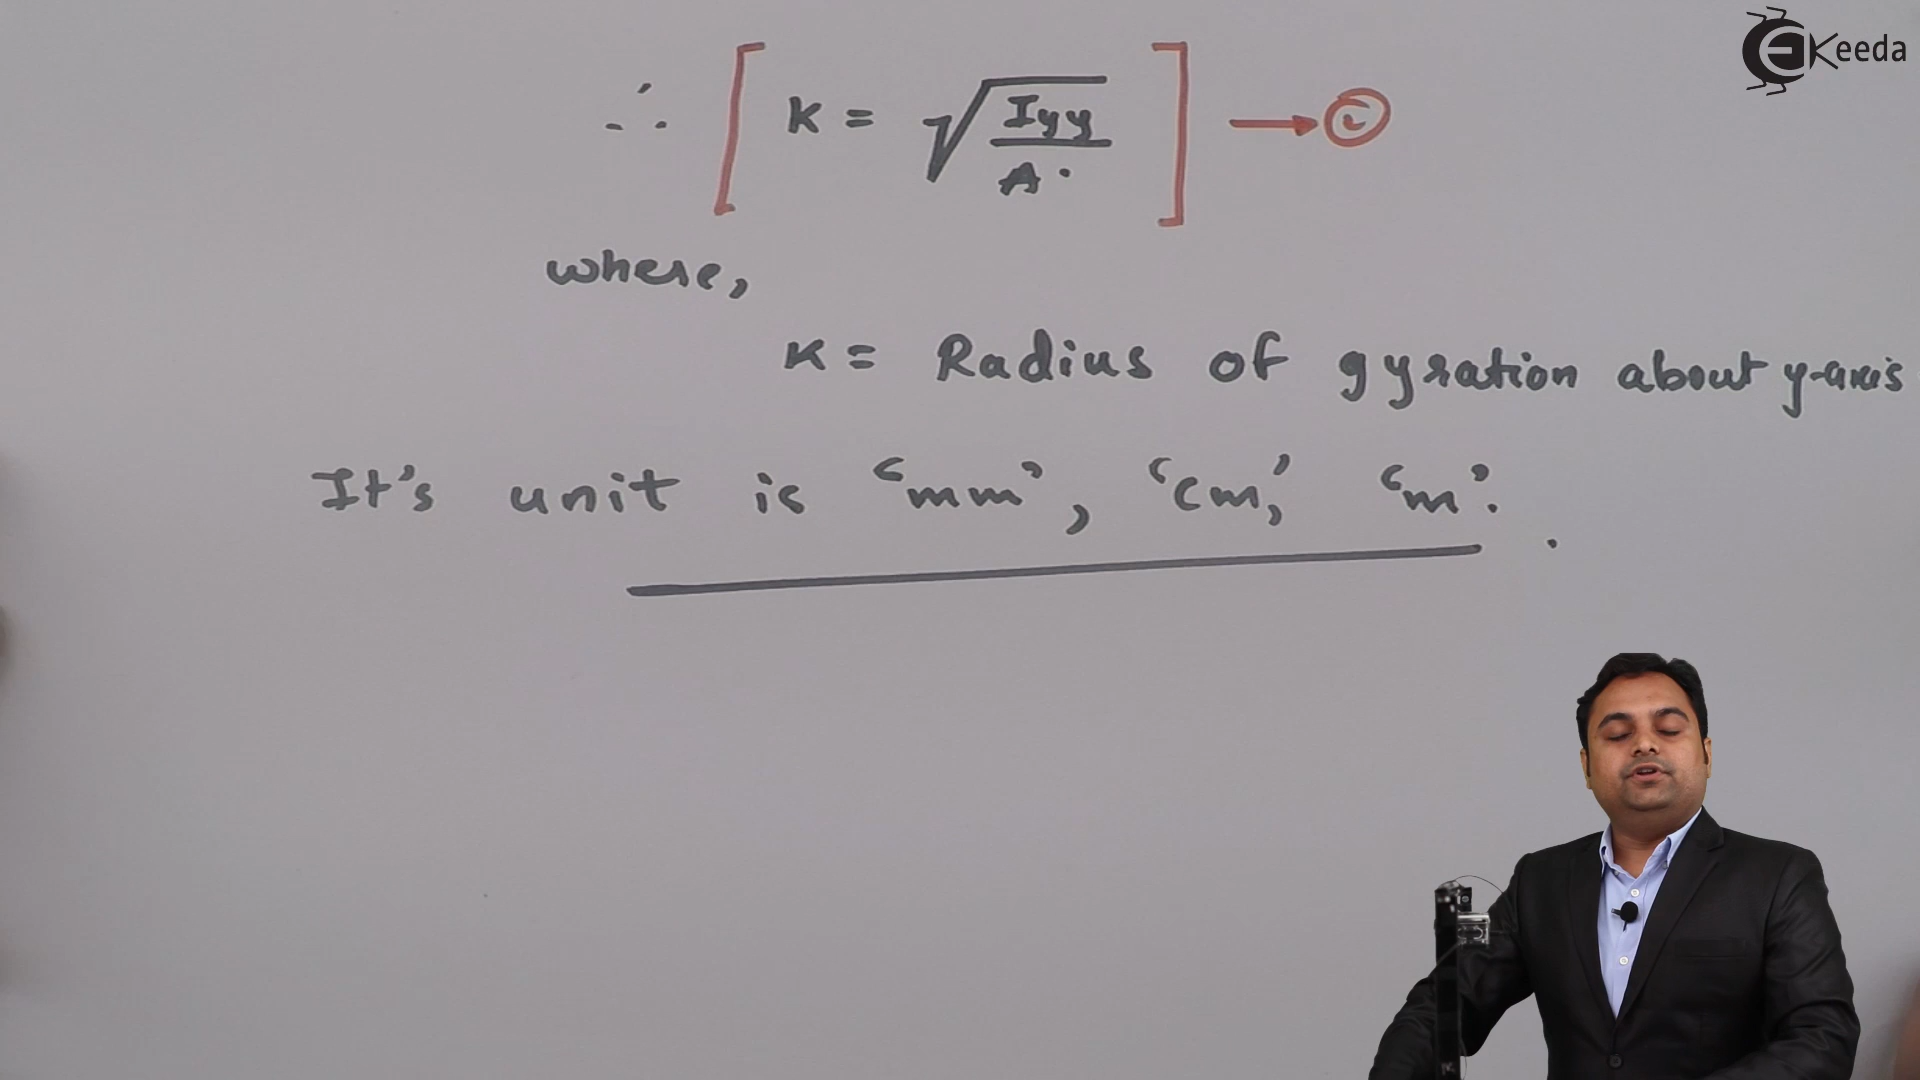 EKeeda
∴ [ K = √(Iyy / A) ] → (c)
where,
K = Radius of gyration about y-axis
It's unit is 'mm', 'cm', 'm'.